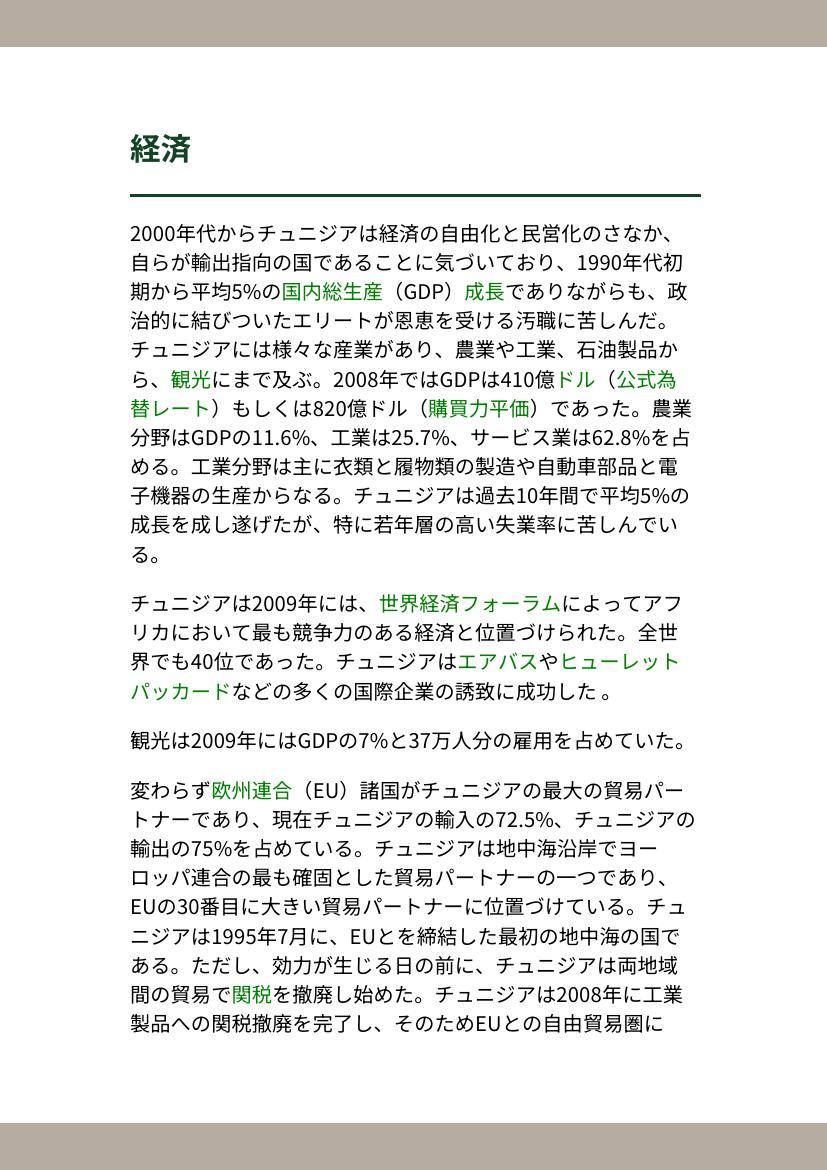 経済
2000年代からチュニジアは経済の自由化と民営化のさなか、
自らが輸出指向の国であることに気づいており、1990年代初
期から平均5%の国内総生産（GDP）成長でありながらも、政
治的に結びついたエリートが恩恵を受ける汚職に苦しんだ。
チュニジアには様々な産業があり、農業や工業、石油製品か
ら、観光にまで及ぶ。2008年ではGDPは410億ドル（公式為
替レート）もしくは820億ドル（購買力平価）であった。農業
分野はGDPの11.6%、工業は25.7%、サービス業は62.8%を占
める。工業分野は主に衣類と履物類の製造や自動車部品と電
子機器の生産からなる。チュニジアは過去10年間で平均5%の
成長を成し遂げたが、特に若年層の高い失業率に苦しんでい
る。
チュニジアは2009年には、世界経済フォーラムによってアフ
リカにおいて最も競争力のある経済と位置づけられた。全世
界でも40位であった。チュニジアはエアバスやヒューレット
パッカードなどの多くの国際企業の誘致に成功した 。
観光は2009年にはGDPの7%と37万人分の雇用を占めていた。
変わらず欧州連合（EU）諸国がチュニジアの最大の貿易パー
トナーであり、現在チュニジアの輸入の72.5%、チュニジアの
輸出の75%を占めている。チュニジアは地中海沿岸でヨー
ロッパ連合の最も確固とした貿易パートナーの一つであり、
EUの30番目に大きい貿易パートナーに位置づけている。チュ
ニジアは1995年7月に、EUとを締結した最初の地中海の国で
ある。ただし、効力が生じる日の前に、チュニジアは両地域
間の貿易で関税を撤廃し始めた。チュニジアは2008年に工業
製品への関税撤廃を完了し、そのためEUとの自由貿易圏に